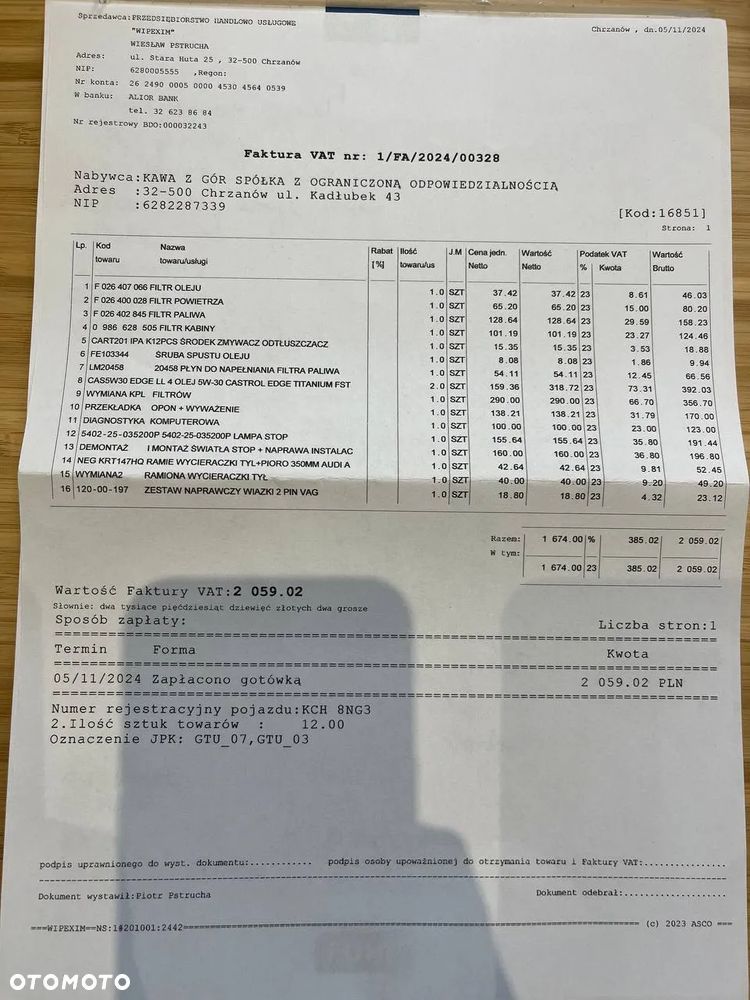 Sprzedawca:PRZEDSIĘBIORSTWO HANDLOWO USŁUGOWE
"WIPEXIM"
WIESŁAW PSTRUCHA
Chrzanów , dn.05/11/2024
Adres: ul. Stara Huta 25 , 32-500 Chrzanów
NIP: 6280005555 ,Regon:
Nr konta: 26 2490 0005 0000 4530 4564 0539
W banku: ALIOR BANK
tel. 32 623 86 84
Nr rejestrowy BDO:000032243
Faktura VAT nr: 1/FA/2024/00328
Nabywca:KAWA Z GÓR SPÓŁKA Z OGRANICZONĄ ODPOWIEDZIALNOŚCIĄ
Adres :32-500 Chrzanów ul. Kadłubek 43
NIP :6282287339
[Kod:16851]
Strona: 1
Lp. Kod Nazwa Rabat Ilość J.M Cena jedn. Wartość Podatek VAT Wartość
towaru towaru/usługi [%] towaru/us Netto Netto % Kwota Brutto
1 F 026 407 066 FILTR OLEJU 1.0 SZT 37.42 37.42 23 8.61 46.03
2 F 026 400 028 FILTR POWIETRZA 1.0 SZT 65.20 65.20 23 15.00 80.20
3 F 026 402 845 FILTR PALIWA 1.0 SZT 128.64 128.64 23 29.59 158.23
4 0 986 628 505 FILTR KABINY 1.0 SZT 101.19 101.19 23 23.27 124.46
5 CART201 IPA K12PCS ŚRODEK ZMYWACZ ODTŁUSZCZACZ 1.0 SZT 15.35 15.35 23 3.53 18.88
6 FE103344 ŚRUBA SPUSTU OLEJU 1.0 SZT 8.08 8.08 23 1.86 9.94
7 LM20458 20458 PŁYN DO NAPEŁNIANIA FILTRA PALIWA 1.0 SZT 54.11 54.11 23 12.45 66.56
8 CAS5W30 EDGE LL 4 OLEJ 5W-30 CASTROL EDGE TITANIUM FST 2.0 SZT 159.36 318.72 23 73.31 392.03
9 WYMIANA KPL FILTRÓW 1.0 SZT 290.00 290.00 23 66.70 356.70
10 PRZEKŁADKA OPON + WYWAŻENIE 1.0 SZT 138.21 138.21 23 31.79 170.00
11 DIAGNOSTYKA KOMPUTEROWA 1.0 SZT 100.00 100.00 23 23.00 123.00
12 5402-25-035200P 5402-25-035200P LAMPA STOP 1.0 SZT 155.64 155.64 23 35.80 191.44
13 DEMONTAŻ I MONTAŻ ŚWIATŁA STOP + NAPRAWA INSTALAC 1.0 SZT 160.00 160.00 23 36.80 196.80
14 NEG KRT147HQ RAMIE WYCIERACZKI TYŁ+PIORO 350MM AUDI A 1.0 SZT 42.64 42.64 23 9.81 52.45
15 WYMIANA2 RAMIONA WYCIERACZKI TYŁ 1.0 SZT 40.00 40.00 23 9.20 49.20
16 120-00-197 ZESTAW NAPRAWCZY WIAZKI 2 PIN VAG 1.0 SZT 18.80 18.80 23 4.32 23.12
Razem: 1 674.00 % 385.02 2 059.02
W tym:
1 674.00 23 385.02 2 059.02
Wartość Faktury VAT:2 059.02
Słownie: dwa tysiące pięćdziesiąt dziewięć złotych dwa grosze
Sposób zapłaty: Liczba stron:1
Termin Forma Kwota
05/11/2024 Zapłacono gotówką 2 059.02 PLN
Numer rejestracyjny pojazdu:KCH 8NG3
2.Ilość sztuk towarów : 12.00
Oznaczenie JPK: GTU_07,GTU_03
podpis uprawnionego do wyst. dokumentu:............ podpis osoby upoważnionej do otrzymania towaru i Faktury VAT:...............
Dokument wystawił:Piotr Pstrucha Dokument odebrał:...................
===WIPEXIM==NS:1#201001:2442=== (c) 2023 ASCO ===
OTOMOTO